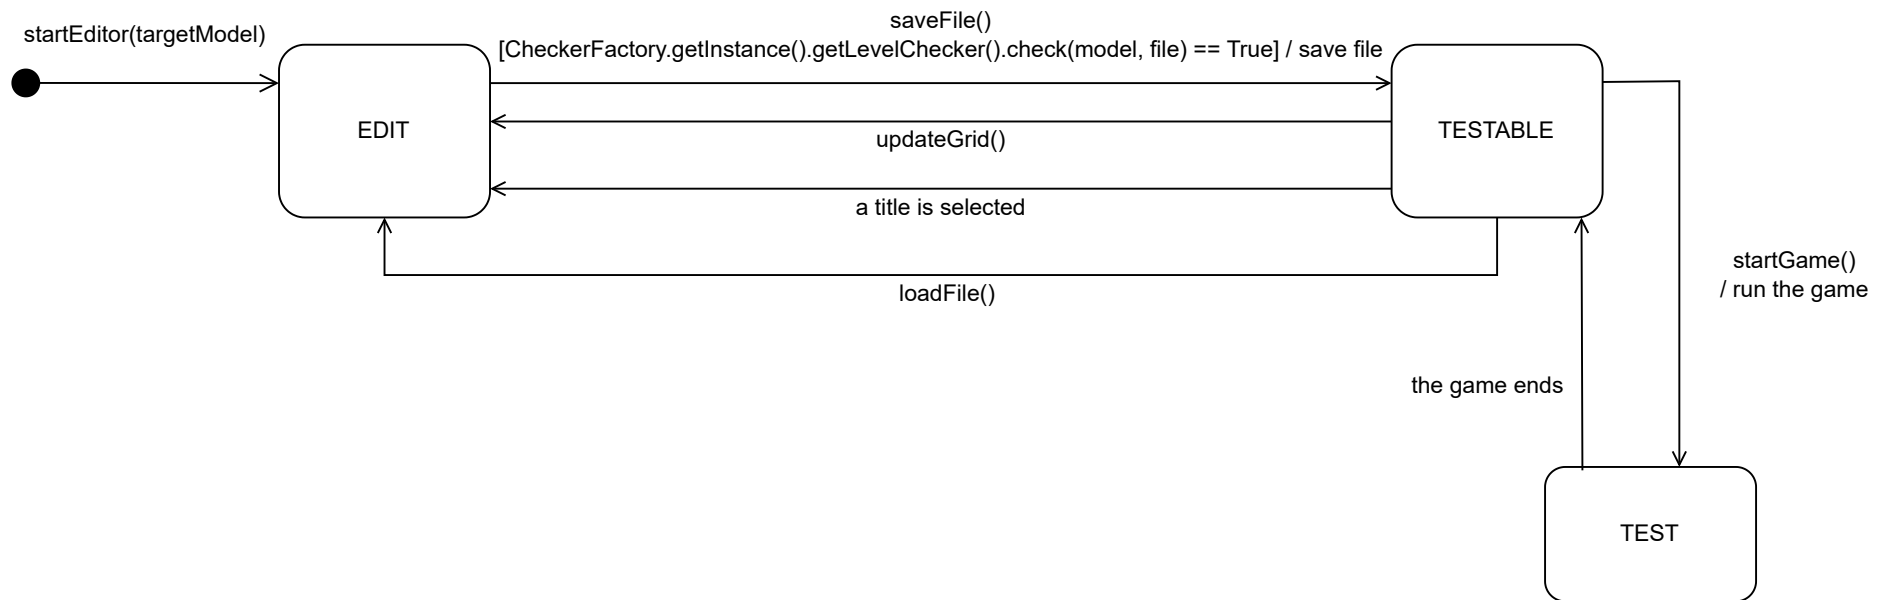 startEditor(targetModel)
saveFile()
[CheckerFactory.getInstance().getLevelChecker().check(model, file) == True] / save file
EDIT
TESTABLE
updateGrid()
a title is selected
loadFile()
startGame()
/ run the game
the game ends
TEST